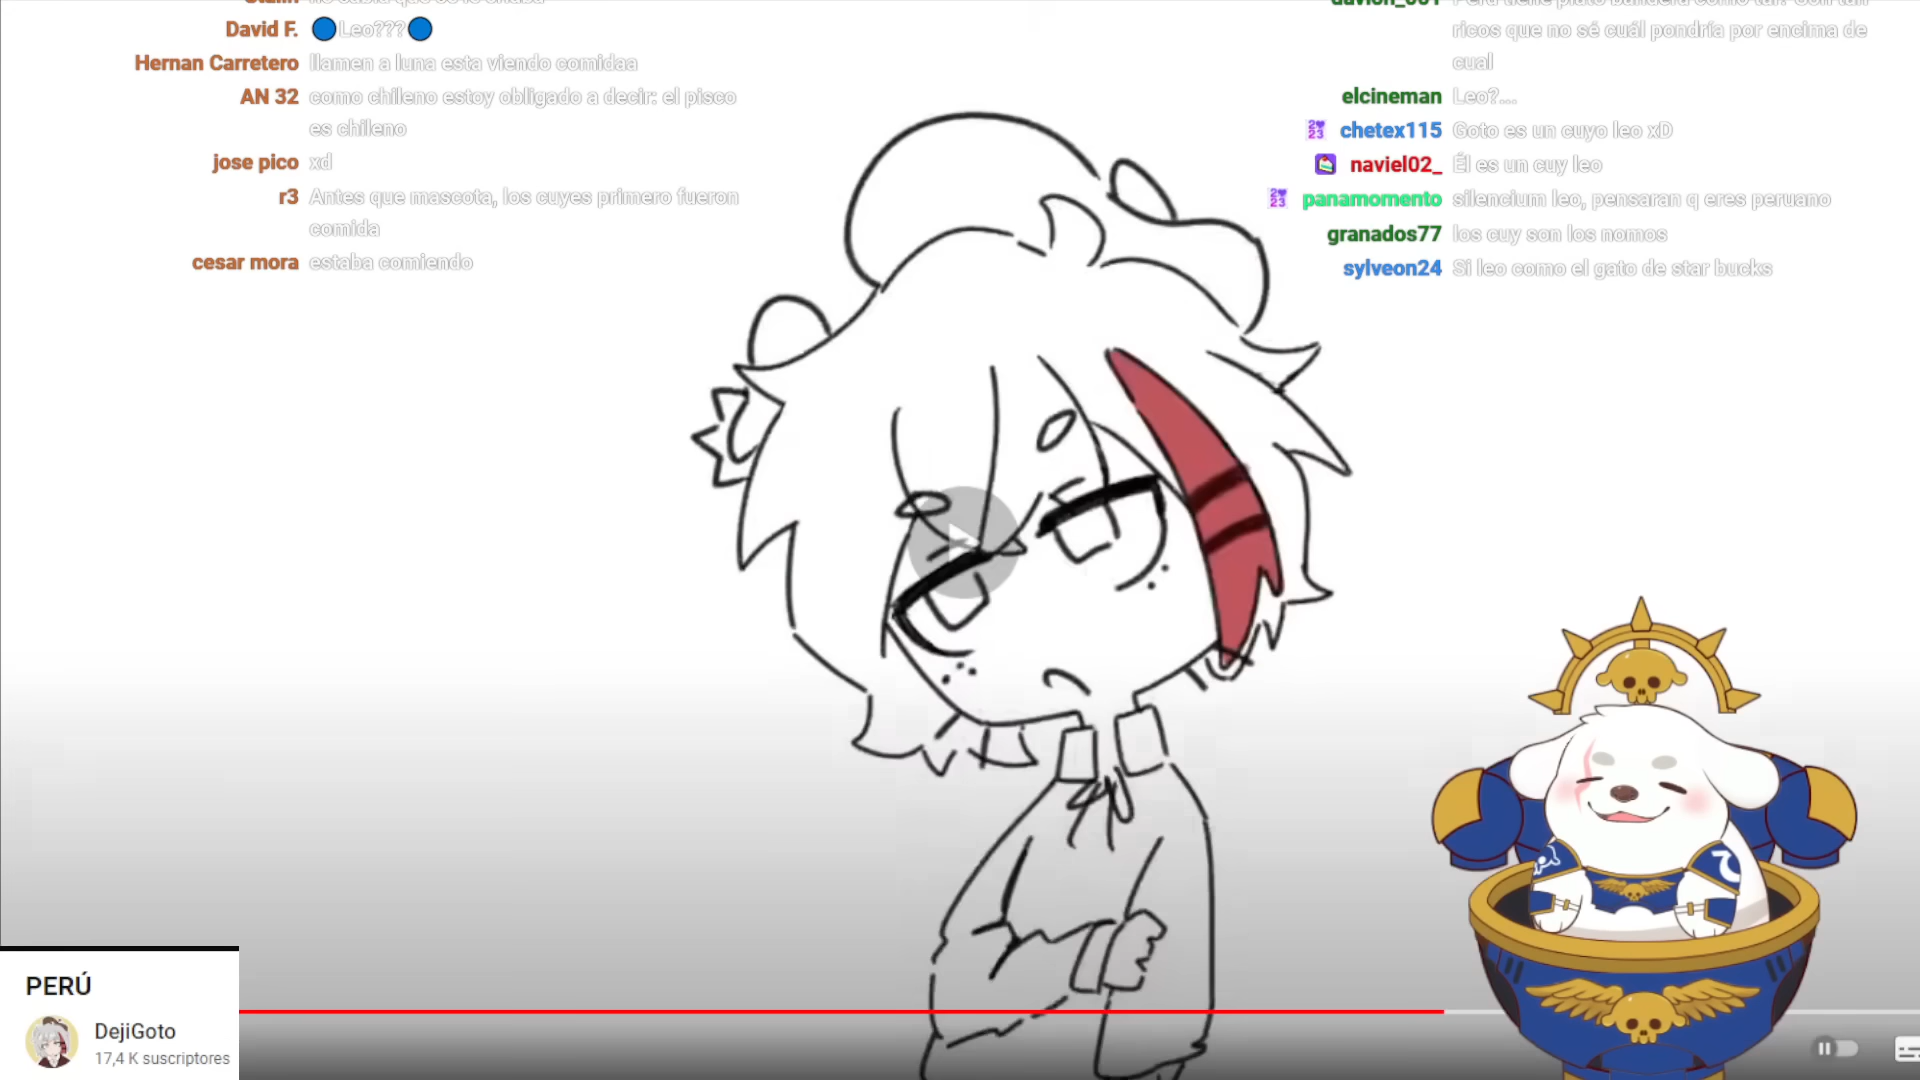 David F. Leo???
Hernan Carretero llamen a luna esta viendo comidaa
AN 32 como chileno estoy obligado a decir: el pisco
es chileno
jose pico xd
r3 Antes que mascota, los cuyes primero fueron
comida
cesar mora estaba comiendo
ricos que no sé cuál pondría por encima de
cual
elcineman Leo?....
chetex115 Goto es un cuyo leo xD
naviel02_ Él es un cuy leo
panamomento silencium leo, pensaran q eres peruano
granados77 los cuy son los nomos
sylveon24 Si leo como el gato de star bucks
PERÚ
DejiGoto
17,4 K suscriptores